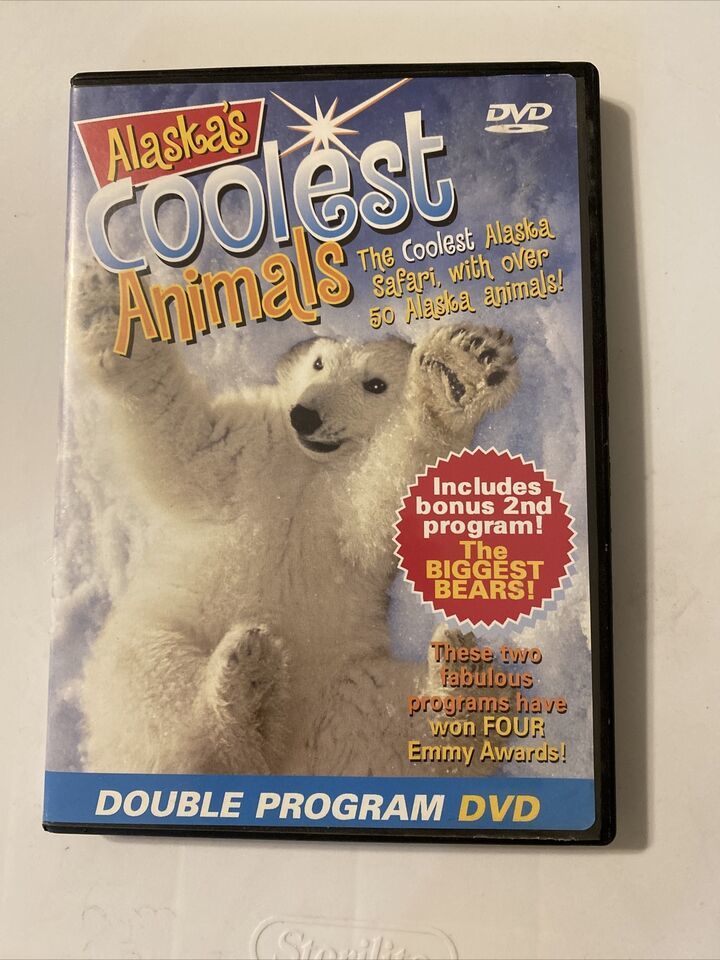 Alaska's
Coolest
Animals
DVD
The Coolest Alaska
Safari, with over
50 Alaska animals!
Includes
bonus 2nd
program!
The
BIGGEST
BEARS!
These two
fabulous
programs have
won FOUR
Emmy Awards!
DOUBLE PROGRAM DVD
Sterilite